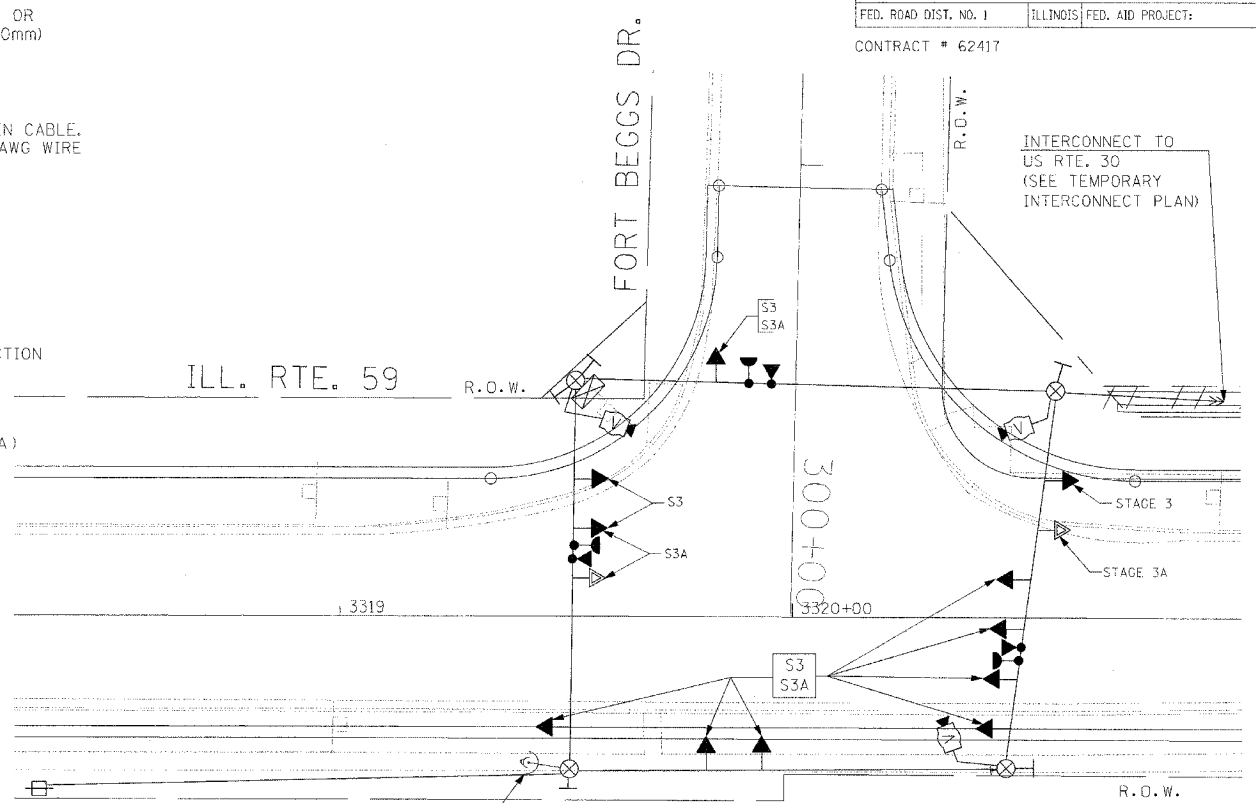 OR
0mm)
FED. ROAD DIST. NO. 1
ILLINOIS
FED. AID PROJECT:
CONTRACT # 62417
EN CABLE.
AWG WIRE
FORT BEGGS DR.
R.O.W.
INTERCONNECT TO
US RTE. 30
(SEE TEMPORARY
INTERCONNECT PLAN)
S3
S3A
CTION
ILL. RTE. 59
R.O.W.
A)
300+00
S3
STAGE 3
S3A
STAGE 3A
3319
3320+00
S3
S3A
R.O.W.
V
V
V